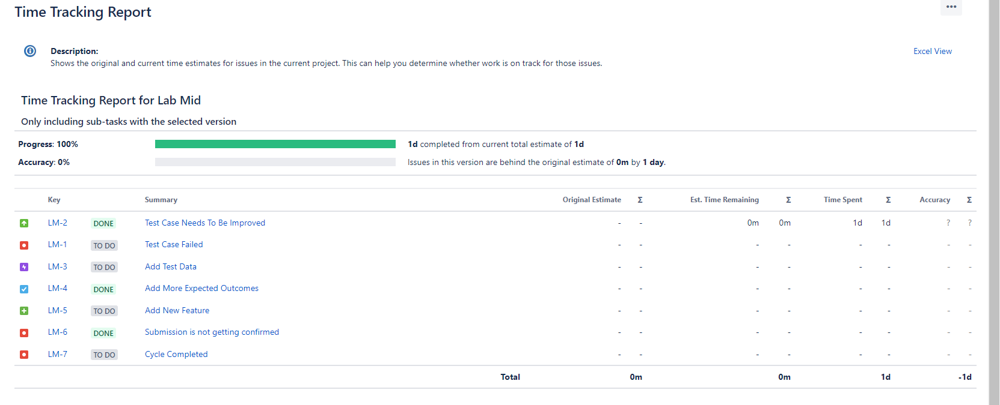 Time Tracking Report
•••
Description:
Excel View
Shows the original and current time estimates for issues in the current project. This can help you determine whether work is on track for those issues.
Time Tracking Report for Lab Mid
Only including sub-tasks with the selected version
Progress: 100% 1d completed from current total estimate of 1d
Accuracy: 0% Issues in this version are behind the original estimate of 0m by 1 day.
Key Summary Original Estimate Σ Est. Time Remaining Σ Time Spent Σ Accuracy Σ
LM-2 DONE Test Case Needs To Be Improved - - 0m 0m 1d 1d ? ?
LM-1 TO DO Test Case Failed - - - - - - - -
LM-3 TO DO Add Test Data - - - - - - - -
LM-4 DONE Add More Expected Outcomes - - - - - - - -
LM-5 TO DO Add New Feature - - - - - - - -
LM-6 DONE Submission is not getting confirmed - - - - - - - -
LM-7 TO DO Cycle Completed - - - - - - - -
Total 0m 0m 1d -1d